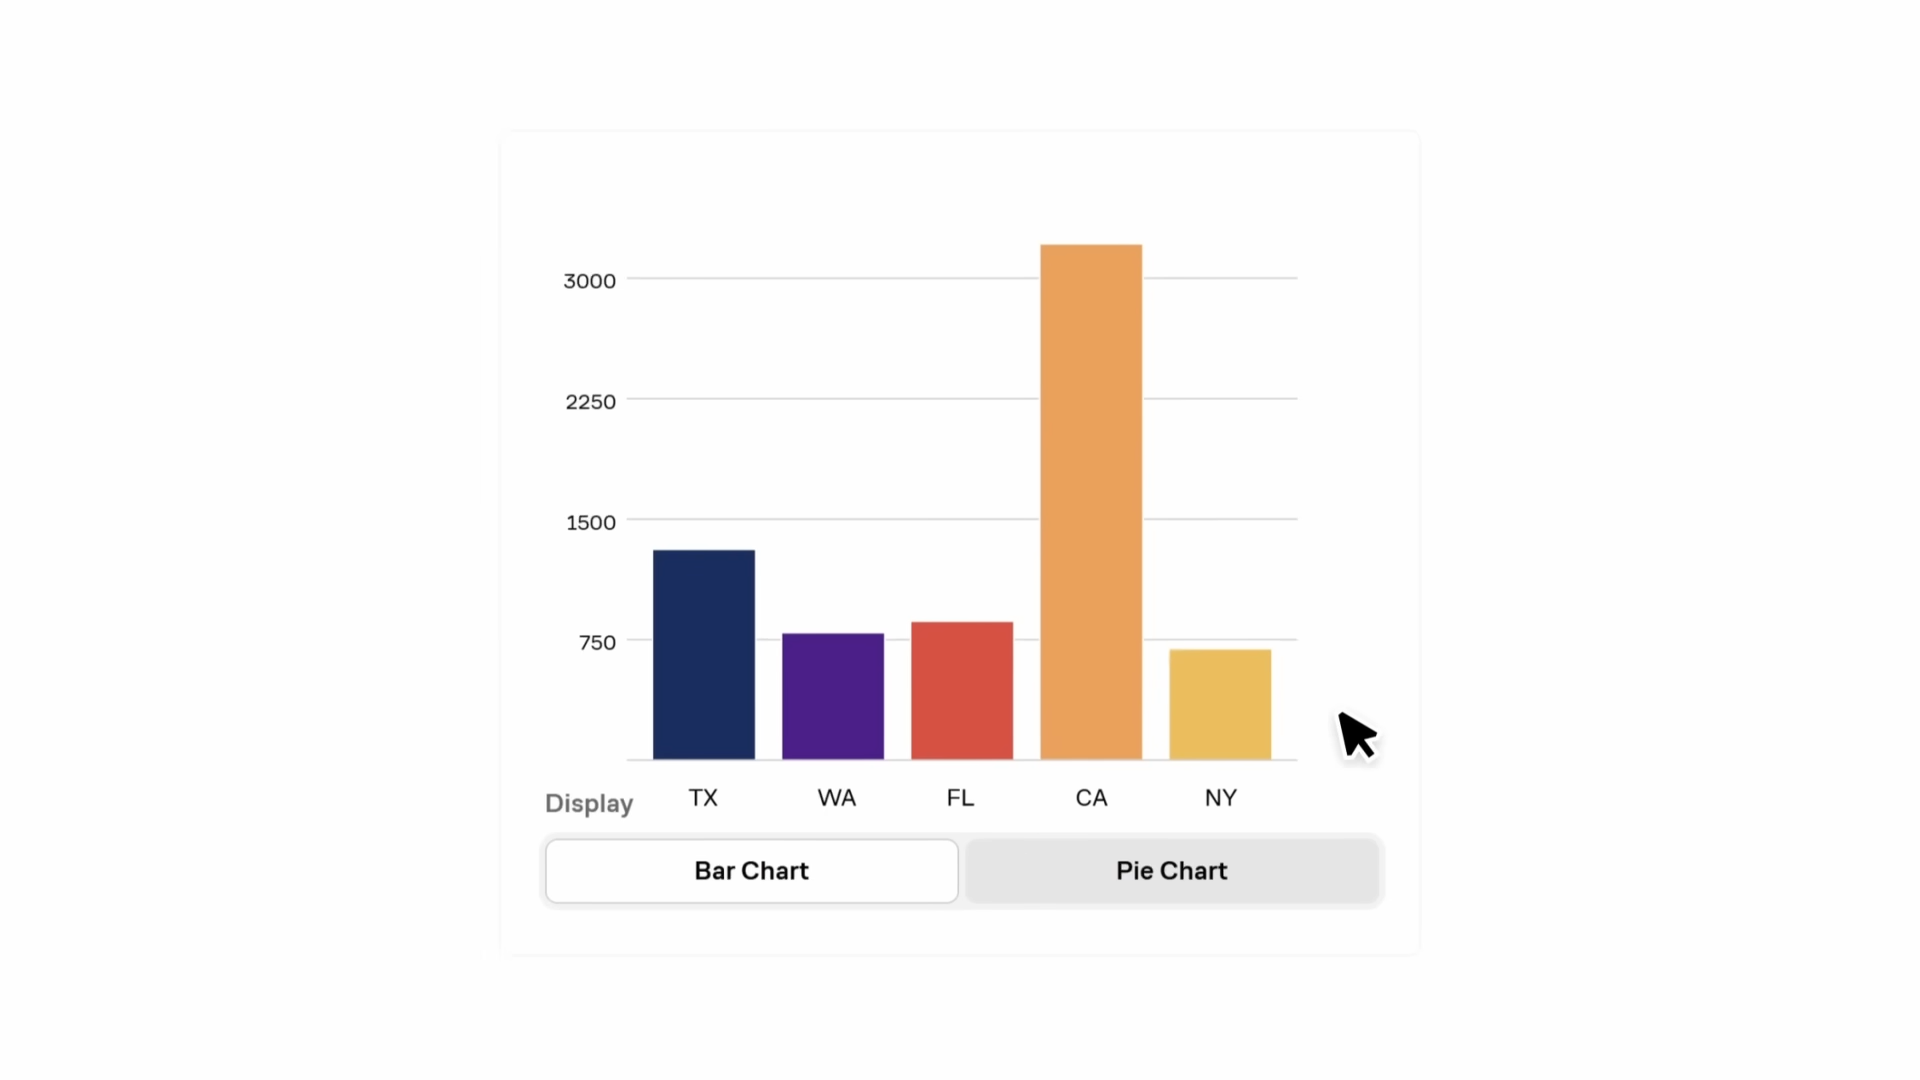 3000
2250
1500
750
TX WA FL CA NY
Display
Bar Chart Pie Chart